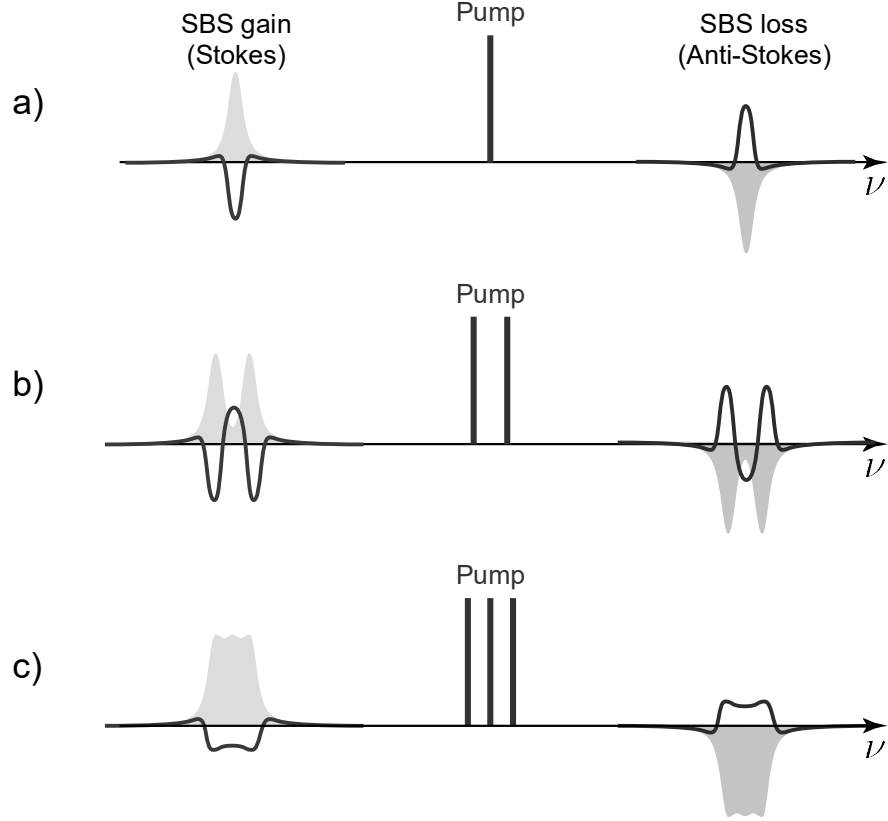 SBS gain
(Stokes)
Pump
SBS loss
(Anti-Stokes)
a)
ν
Pump
b)
ν
Pump
c)
ν